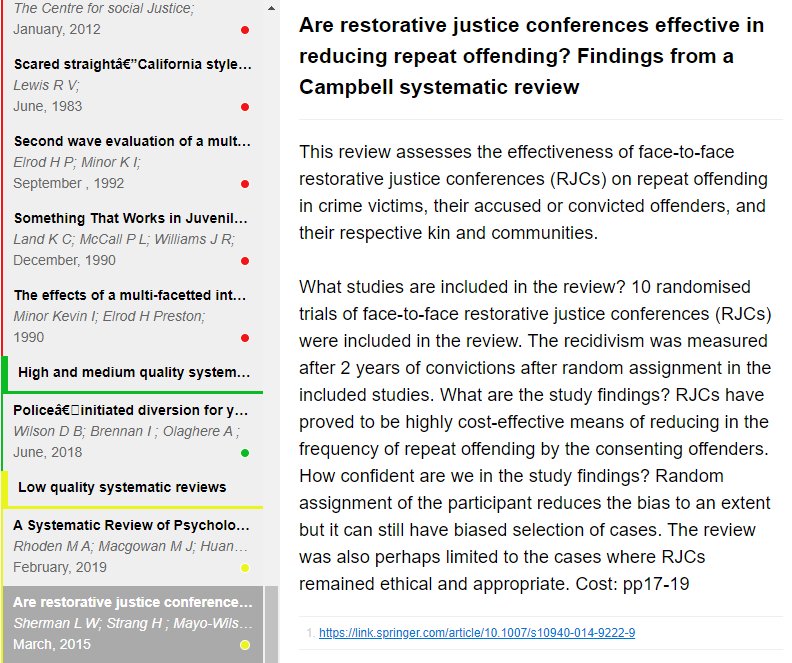 The Centre for social Justice;
January, 2012
Scared straightâ€”California style…
Lewis R V;
June, 1983
Second wave evaluation of a mult…
Elrod H P; Minor K I;
September , 1992
Something That Works in Juvenil…
Land K C; McCall P L; Williams J R;
December, 1990
The effects of a multi-facetted int…
Minor Kevin I; Elrod H Preston;
1990
High and medium quality system…
Policeâ€□initiated diversion for y…
Wilson D B; Brennan I ; Olaghere A ;
June, 2018
Low quality systematic reviews
A Systematic Review of Psycholo…
Rhoden M A; Macgowan M J; Huan…
February, 2019
Are restorative justice conference…
Sherman L W; Strang H ; Mayo-Wils…
March, 2015
Are restorative justice conferences effective in
reducing repeat offending? Findings from a
Campbell systematic review
This review assesses the effectiveness of face-to-face
restorative justice conferences (RJCs) on repeat offending
in crime victims, their accused or convicted offenders, and
their respective kin and communities.
What studies are included in the review? 10 randomised
trials of face-to-face restorative justice conferences (RJCs)
were included in the review. The recidivism was measured
after 2 years of convictions after random assignment in the
included studies. What are the study findings? RJCs have
proved to be highly cost-effective means of reducing in the
frequency of repeat offending by the consenting offenders.
How confident are we in the study findings? Random
assignment of the participant reduces the bias to an extent
but it can still have biased selection of cases. The review
was also perhaps limited to the cases where RJCs
remained ethical and appropriate. Cost: pp17-19
1. https://link.springer.com/article/10.1007/s10940-014-9222-9